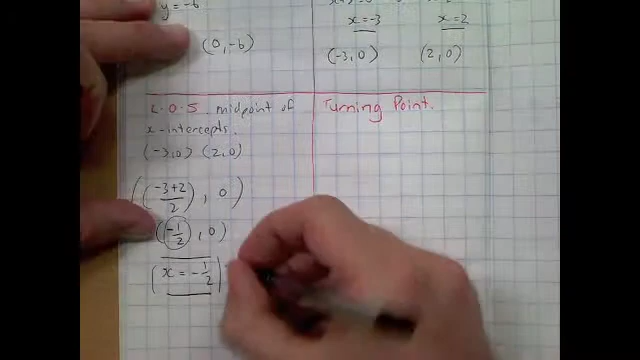 y = -6
(0, -6)
x = -3 x = 2
(-3, 0) (2, 0)
L.O.S. midpoint of
x-intercepts.
(-3,0) (2,0)
((-3+2)/2, 0)
(-1/2, 0)
x = -1/2
Turning Point.